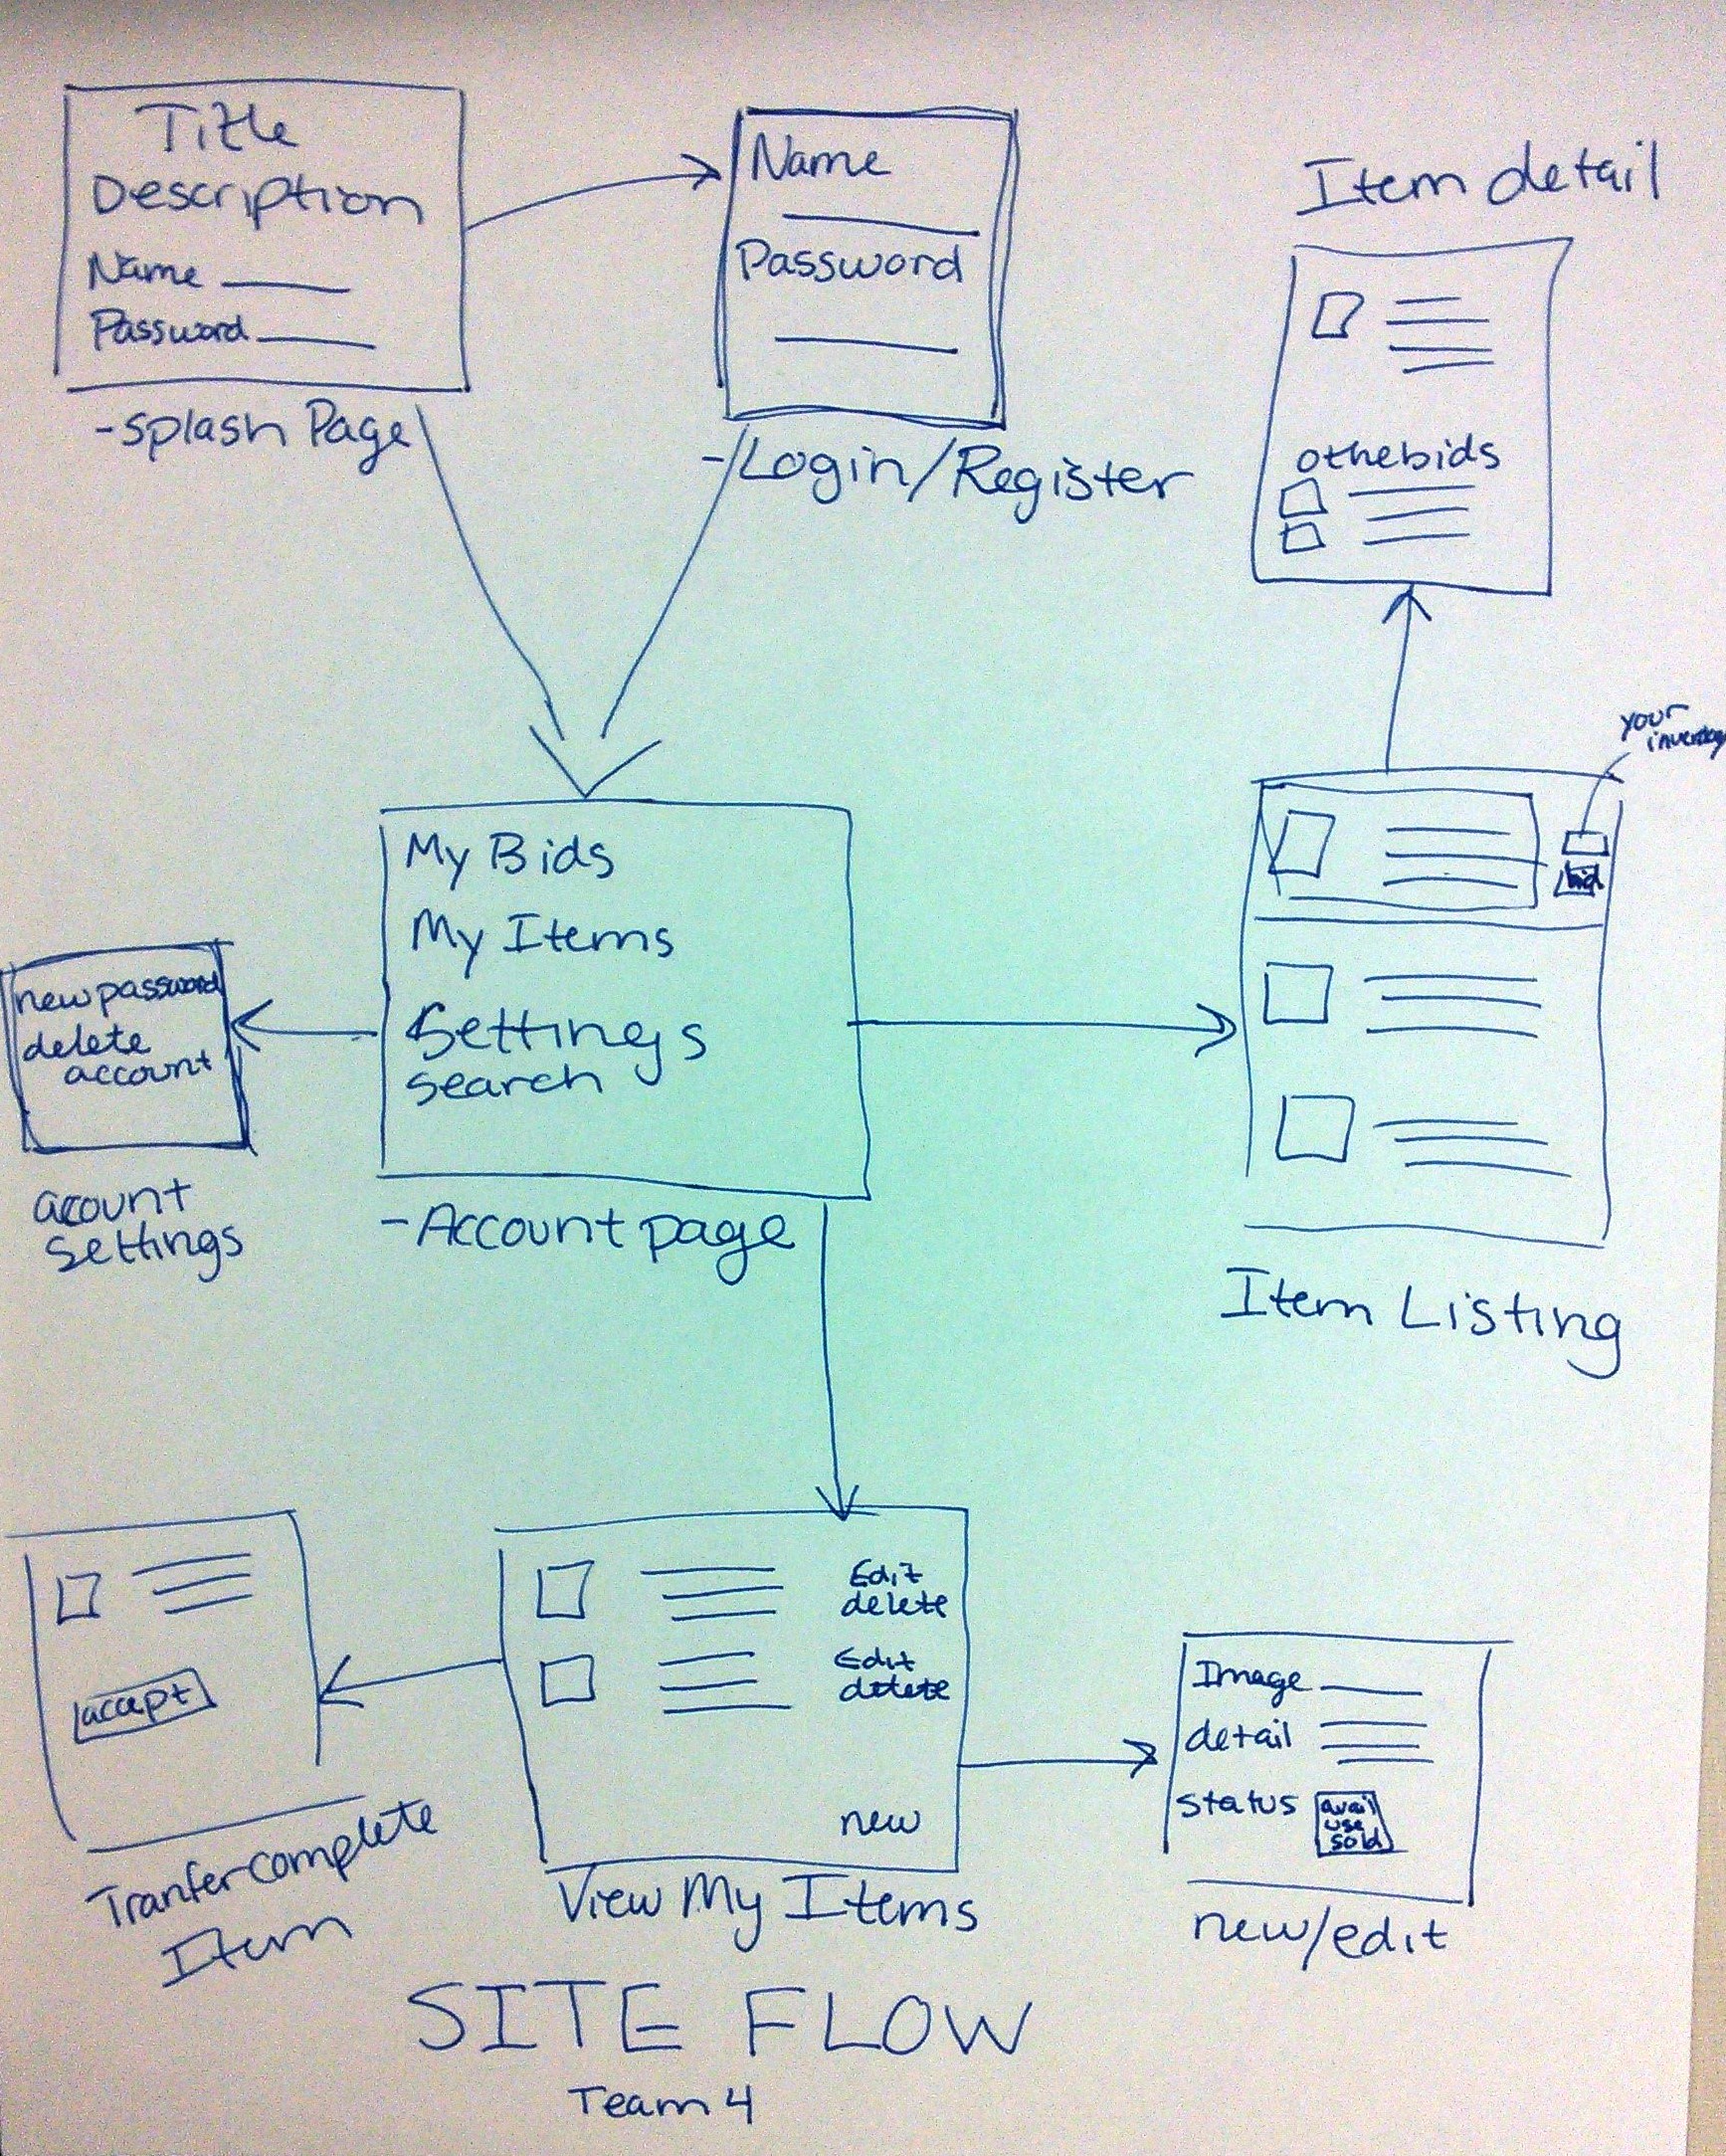 Title
Description
Name
Password
-splash Page
Name
Password
-Login/Register
Item detail
othebids
your
inventory
bid
My Bids
My Items
Settings
search
-Account page
new password
delete
account
acount
settings
Item Listing
Edit
delete
Edit
delete
new
View My Items
accept
Tranfer complete
Item
Image
detail
status
avail
use
sold
new/edit
SITE FLOW
Team 4